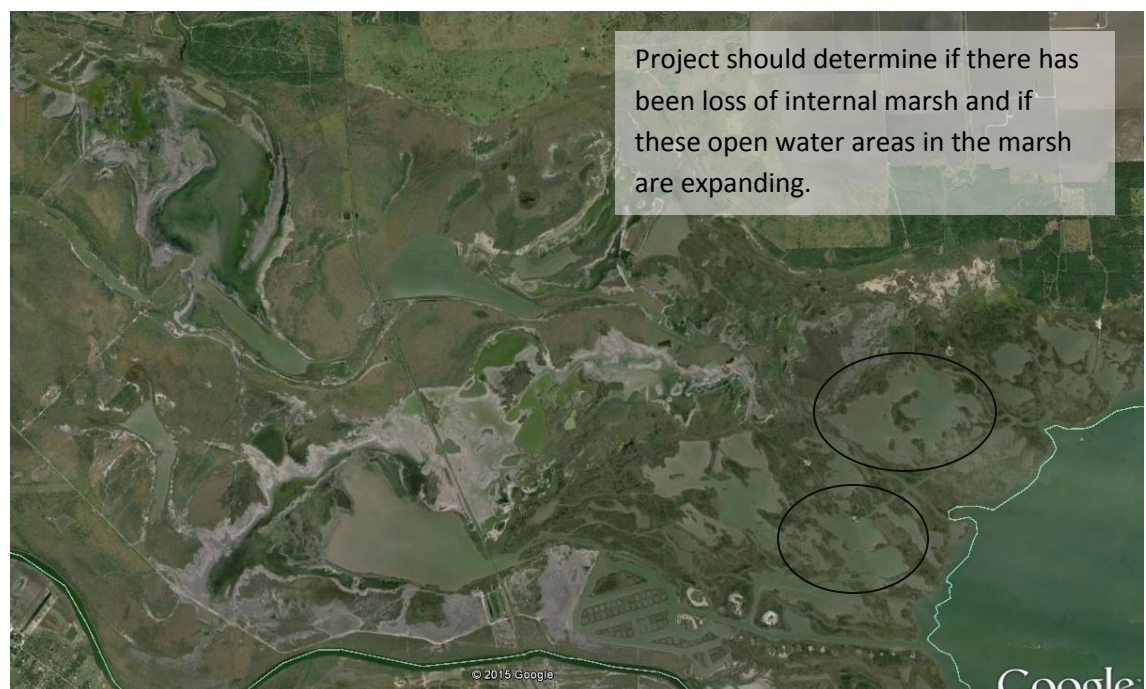 Project should determine if there has
been loss of internal marsh and if
these open water areas in the marsh
are expanding.
© 2015 Google
Google